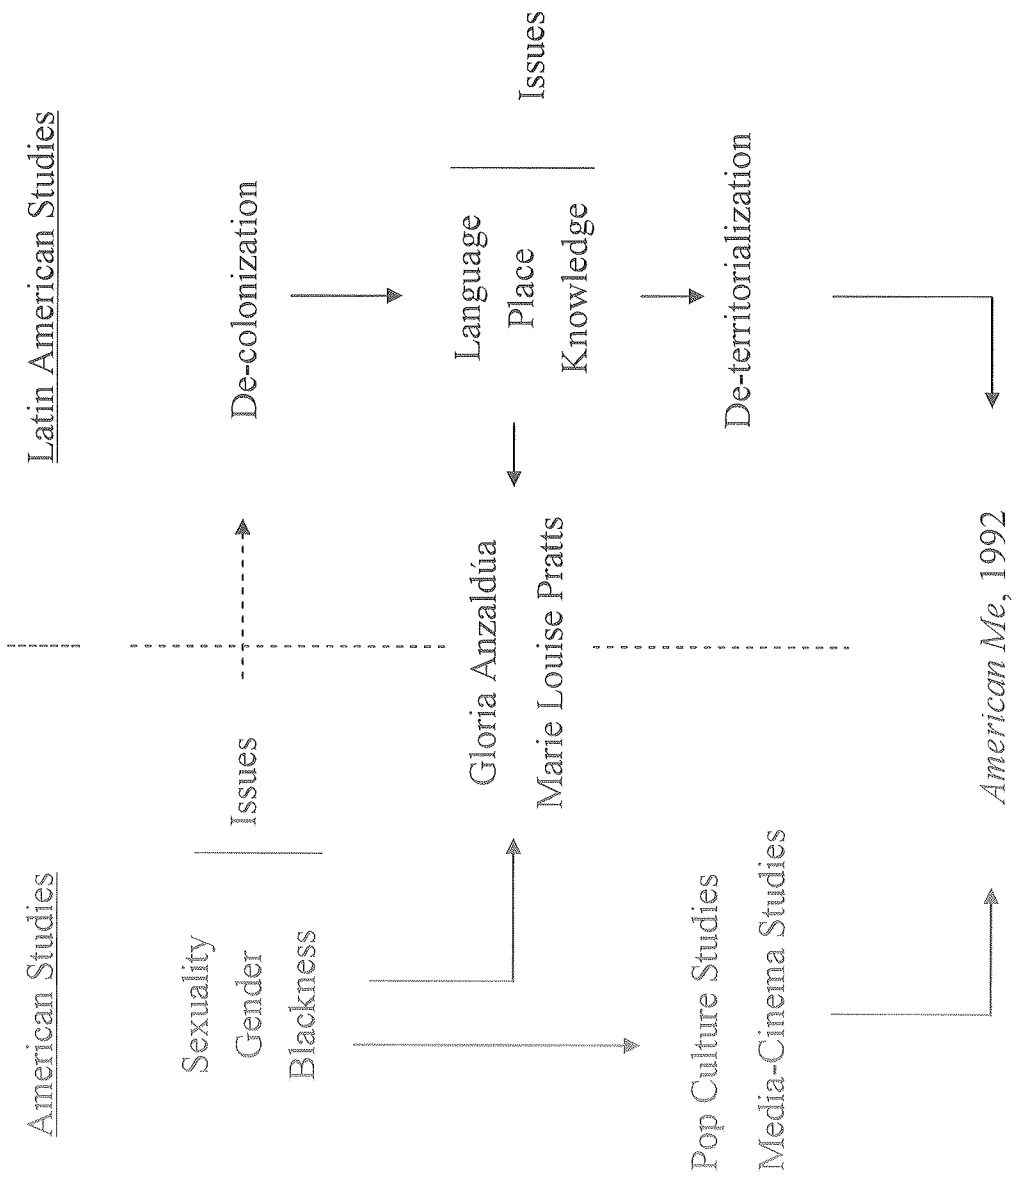 American Studies
Latin American Studies
Sexuality
Gender
Blackness
Issues
De-colonization
Gloria Anzaldúa
Marie Louise Pratts
Language
Place
Knowledge
Issues
Pop Culture Studies
Media-Cinema Studies
De-territorialization
American Me, 1992